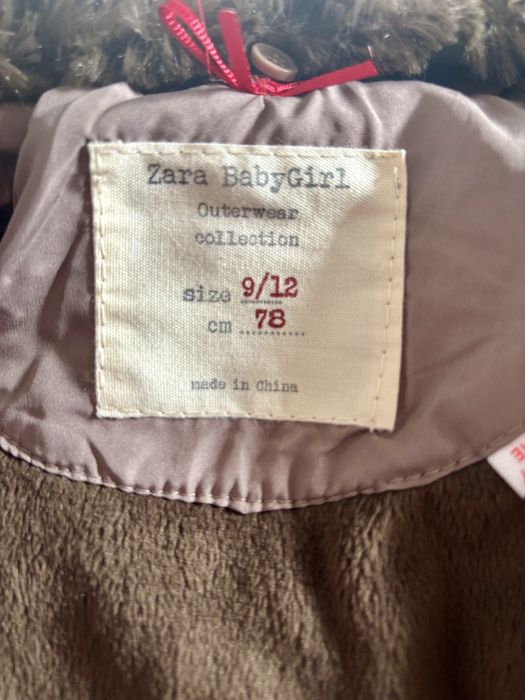 Zara BabyGirl
Outerwear
collection
size 9/12
cm 78
made in China